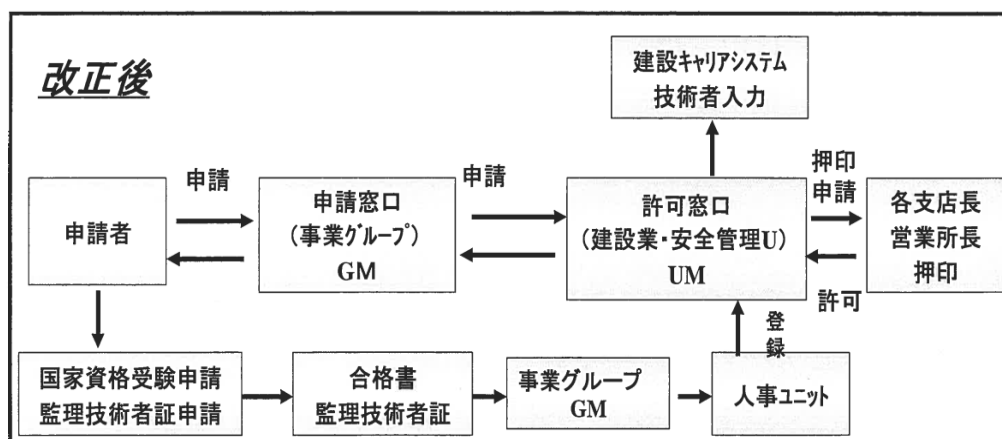 改正後
建設キャリアシステム
技術者入力
申請
申請
押印
申請
申請者
申請窓口
(事業グループ)
GM
許可窓口
(建設業・安全管理U)
UM
各支店長
営業所長
押印
許可
登
録
国家資格受験申請
監理技術者証申請
合格書
監理技術者証
事業グループ
GM
人事ユニット